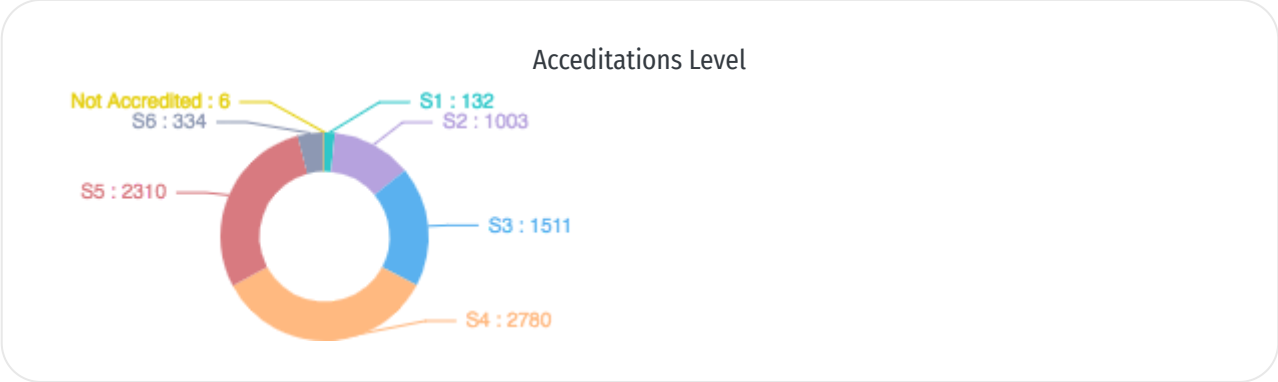 Acceditations Level
Not Accredited : 6
S1 : 132
S6 : 334
S2 : 1003
S5 : 2310
S3 : 1511
S4 : 2780